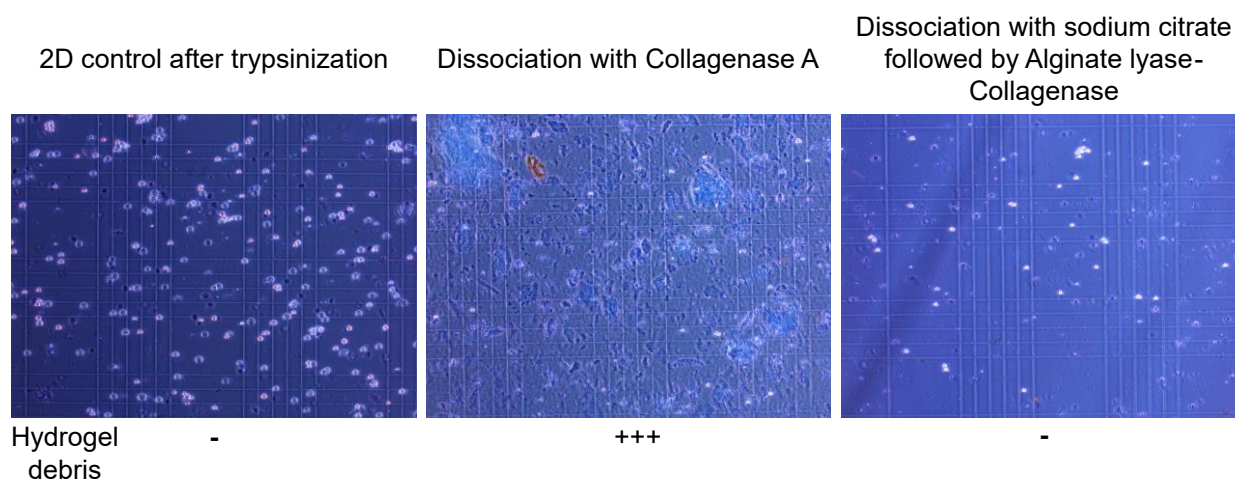 2D control after trypsinization
Dissociation with Collagenase A
Dissociation with sodium citrate
followed by Alginate lyase-
Collagenase
Hydrogel
debris
-
+++
-